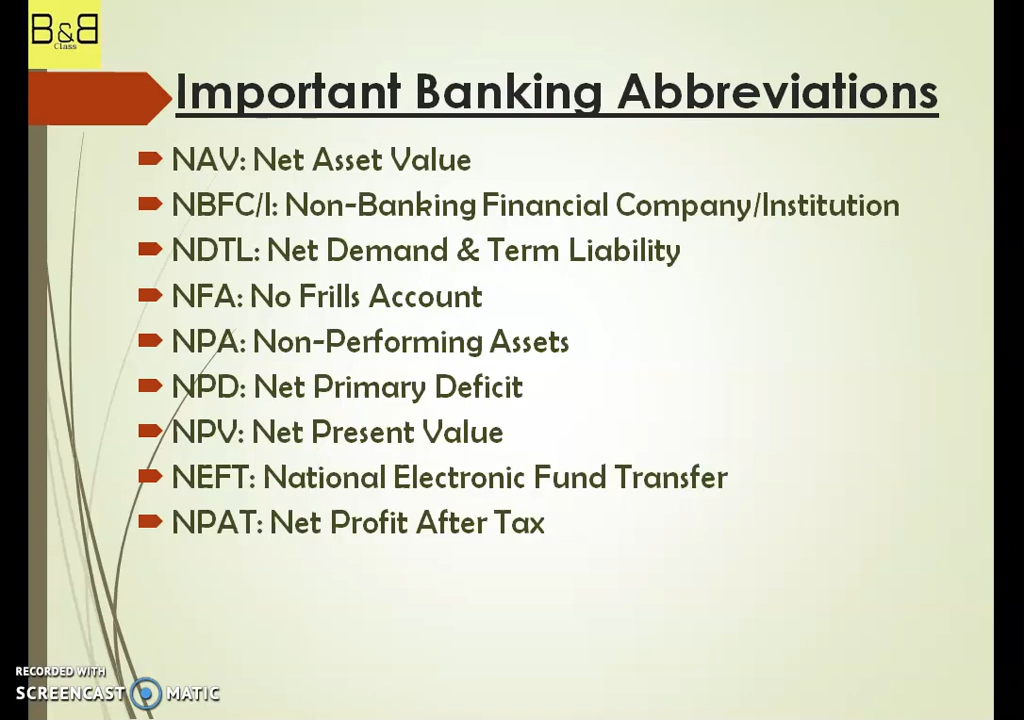 B&B
Class
Important Banking Abbreviations
NAV: Net Asset Value
NBFC/I: Non-Banking Financial Company/Institution
NDTL: Net Demand & Term Liability
NFA: No Frills Account
NPA: Non-Performing Assets
NPD: Net Primary Deficit
NPV: Net Present Value
NEFT: National Electronic Fund Transfer
NPAT: Net Profit After Tax
RECORDED WITH
SCREENCAST MATIC